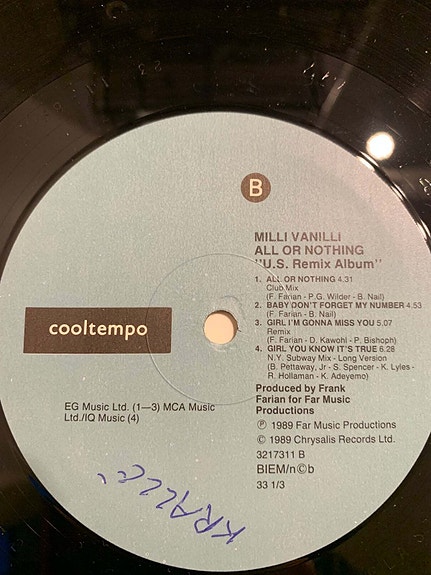 B
MILLI VANILLI
ALL OR NOTHING
"U.S. Remix Album"
1. ALL OR NOTHING 4.31
Club Mix
(F. Farian - P.G. Wilder - B. Nail)
2. BABY DON'T FORGET MY NUMBER 4.53
(F. Farian - B. Nail)
3. GIRL I'M GONNA MISS YOU 5.07
Remix
(F. Farian - D. Kawohl - P. Bishoph)
4. GIRL YOU KNOW IT'S TRUE 6.28
N.Y. Subway Mix - Long Version
(B. Pettaway, Jr - S. Spencer - K. Lyles -
R. Hollaman - K. Adeyemo)
Produced by Frank
Farian for Far Music
Productions
℗ 1989 Far Music Productions
© 1989 Chrysalis Records Ltd.
3217311 B
BIEM/n©b
33 1/3
cooltempo
EG Music Ltd. (1—3) MCA Music
Ltd./IQ Music (4)
KRALLE